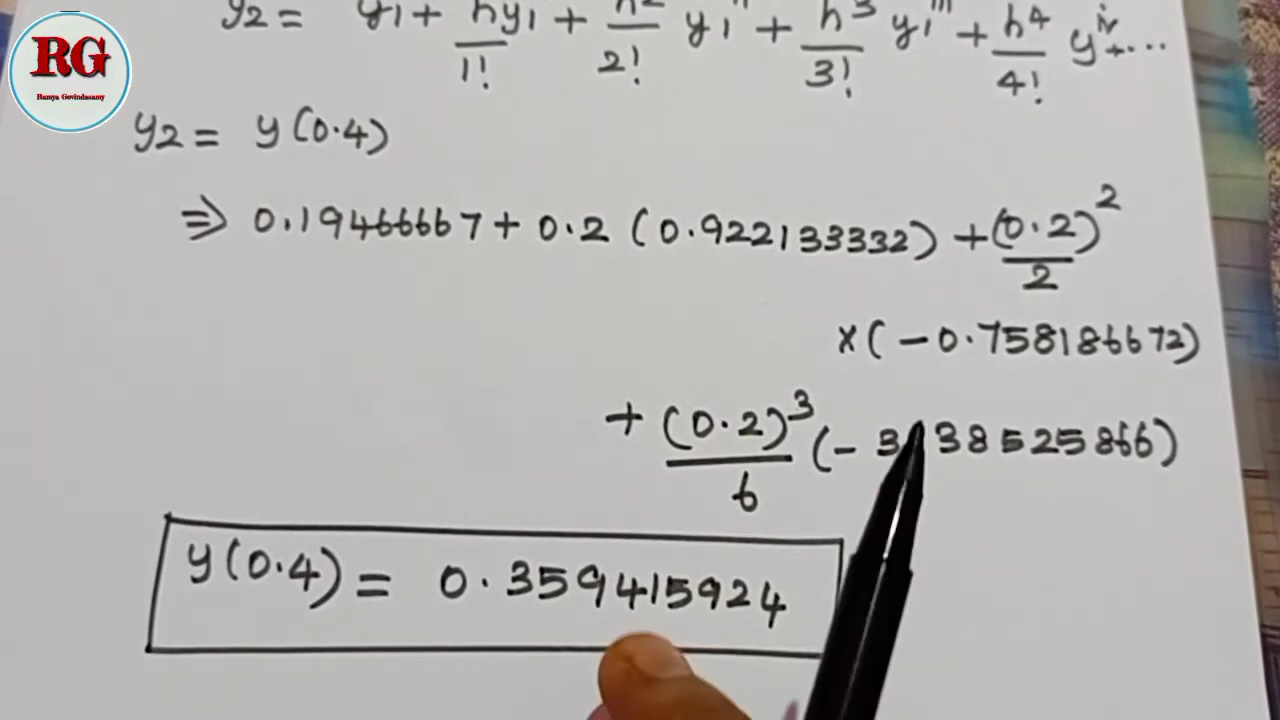 RG
Ramya Govindasamy
y2 = y1 + hy1/1! + h²/2! y1'' + h³/3! y1''' + h⁴/4! y^iv + ...
y2 = y(0.4)
⇒ 0.19466667 + 0.2 (0.922133332) + (0.2)²/2
×(-0.758186672)
+ (0.2)³/6 (-3 38525866)
y(0.4) = 0.359415924